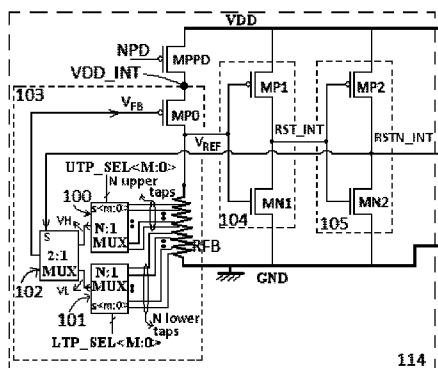 VDD
NPD
MPPD
VDD_INT
103
V_FB
MP0
MP1
MP2
V_REF
RST_INT
RSTN_INT
UTP_SEL<M:0>
100
N upper
taps
s<m:0>
VH
N:1
MUX
104
MN1
105
MN2
S
2:1
MUX
RFB
102
VL
N:1
MUX
s<m:0>
101
GND
N lower
taps
LTP_SEL<M:0>
114